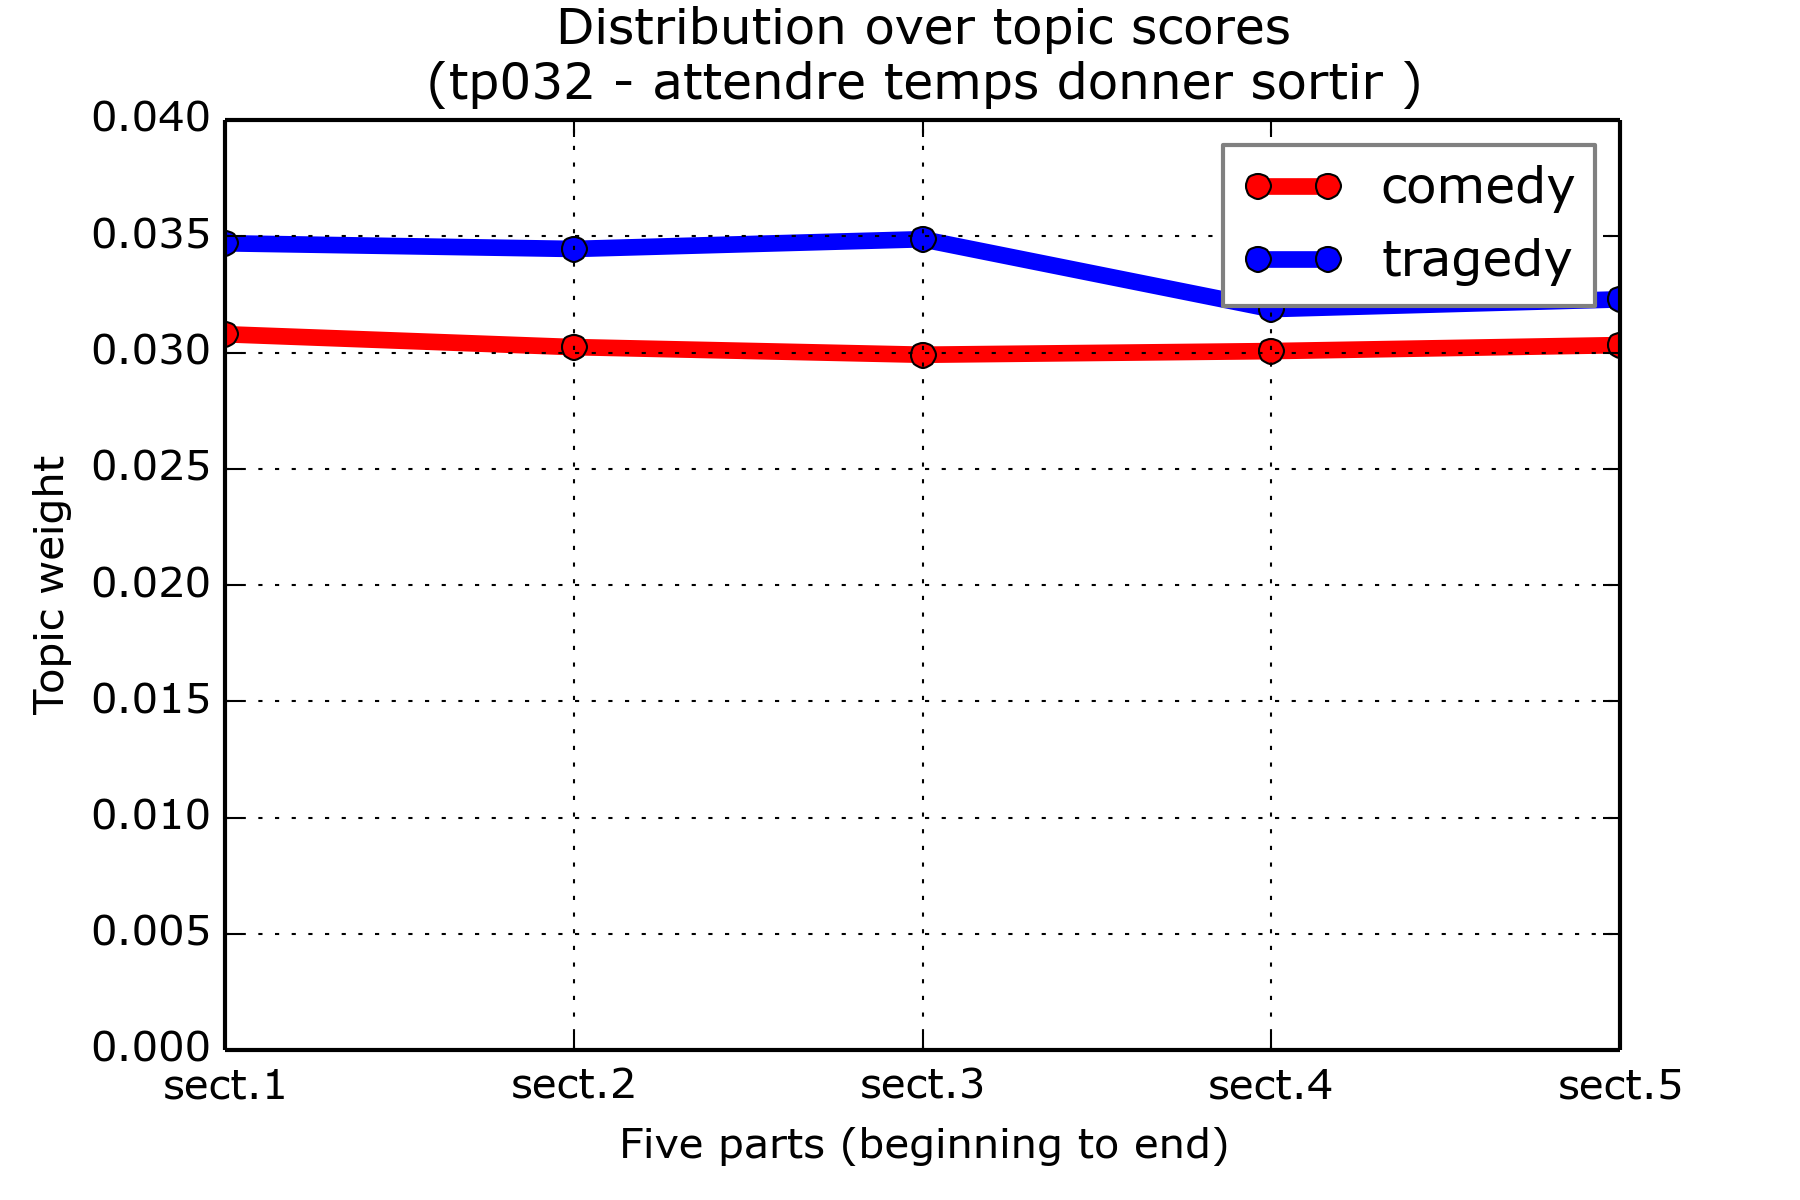 Distribution over topic scores
(tp032 - attendre temps donner sortir )
0.040
0.035
0.030
0.025
0.020
0.015
0.010
0.005
0.000
Topic weight
comedy
tragedy
sect.1 sect.2 sect.3 sect.4 sect.5
Five parts (beginning to end)